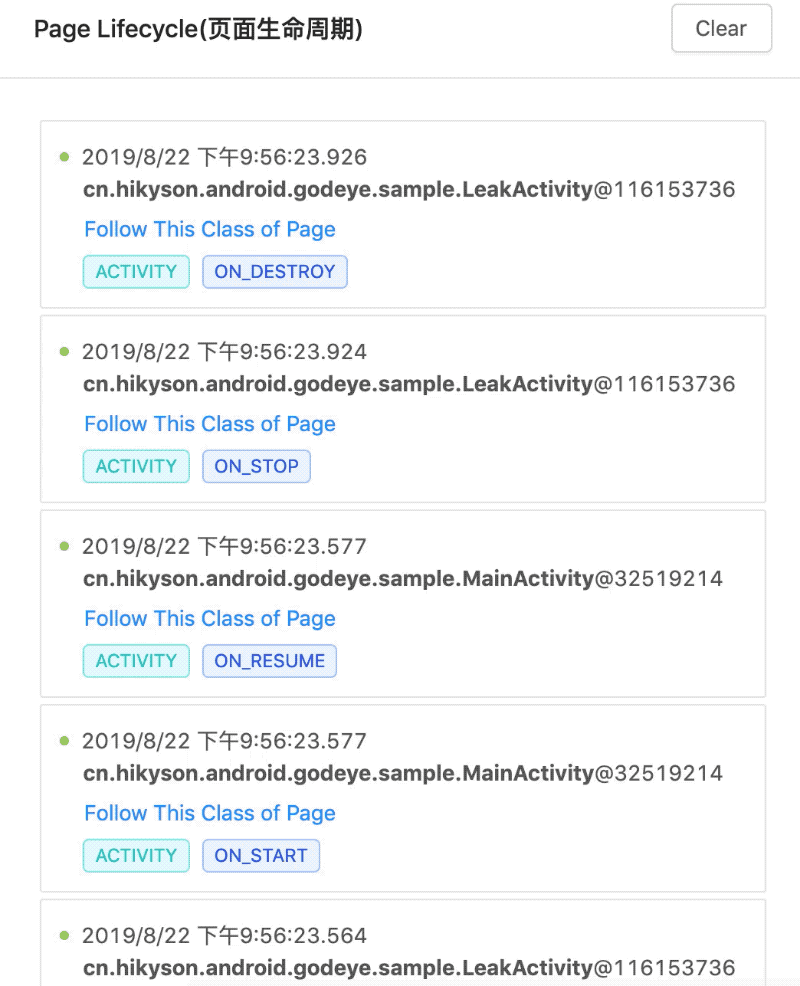 Page Lifecycle(页面生命周期)
Clear
2019/8/22 下午9:56:23.926
cn.hikyson.android.godeye.sample.LeakActivity@116153736
Follow This Class of Page
ACTIVITY ON_DESTROY
2019/8/22 下午9:56:23.924
cn.hikyson.android.godeye.sample.LeakActivity@116153736
Follow This Class of Page
ACTIVITY ON_STOP
2019/8/22 下午9:56:23.577
cn.hikyson.android.godeye.sample.MainActivity@32519214
Follow This Class of Page
ACTIVITY ON_RESUME
2019/8/22 下午9:56:23.577
cn.hikyson.android.godeye.sample.MainActivity@32519214
Follow This Class of Page
ACTIVITY ON_START
2019/8/22 下午9:56:23.564
cn.hikyson.android.godeye.sample.LeakActivity@116153736